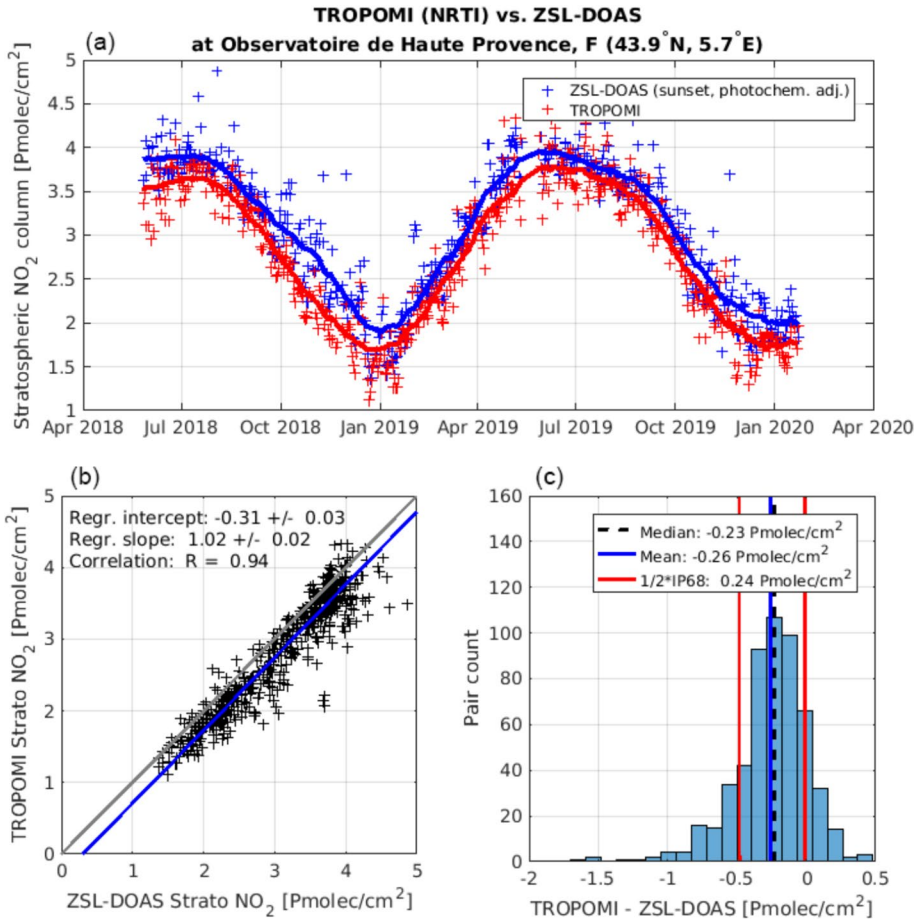 TROPOMI (NRTI) vs. ZSL-DOAS
at Observatoire de Haute Provence, F (43.9°N, 5.7°E)
(a)
Stratospheric NO2 column [Pmolec/cm2]
5
4.5
4
3.5
3
2.5
2
1.5
1
ZSL-DOAS (sunset, photochem. adj.)
TROPOMI
Apr 2018 Jul 2018 Oct 2018 Jan 2019 Apr 2019 Jul 2019 Oct 2019 Jan 2020 Apr 2020
(b)
TROPOMI Strato NO2 [Pmolec/cm2]
5
4
3
2
1
0
Regr. intercept: -0.31 +/- 0.03
Regr. slope: 1.02 +/- 0.02
Correlation: R = 0.94
0 1 2 3 4 5
ZSL-DOAS Strato NO2 [Pmolec/cm2]
(c)
Pair count
160
140
120
100
80
60
40
20
0
Median: -0.23 Pmolec/cm2
Mean: -0.26 Pmolec/cm2
1/2*IP68: 0.24 Pmolec/cm2
-2 -1.5 -1 -0.5 0 0.5
TROPOMI - ZSL-DOAS [Pmolec/cm2]